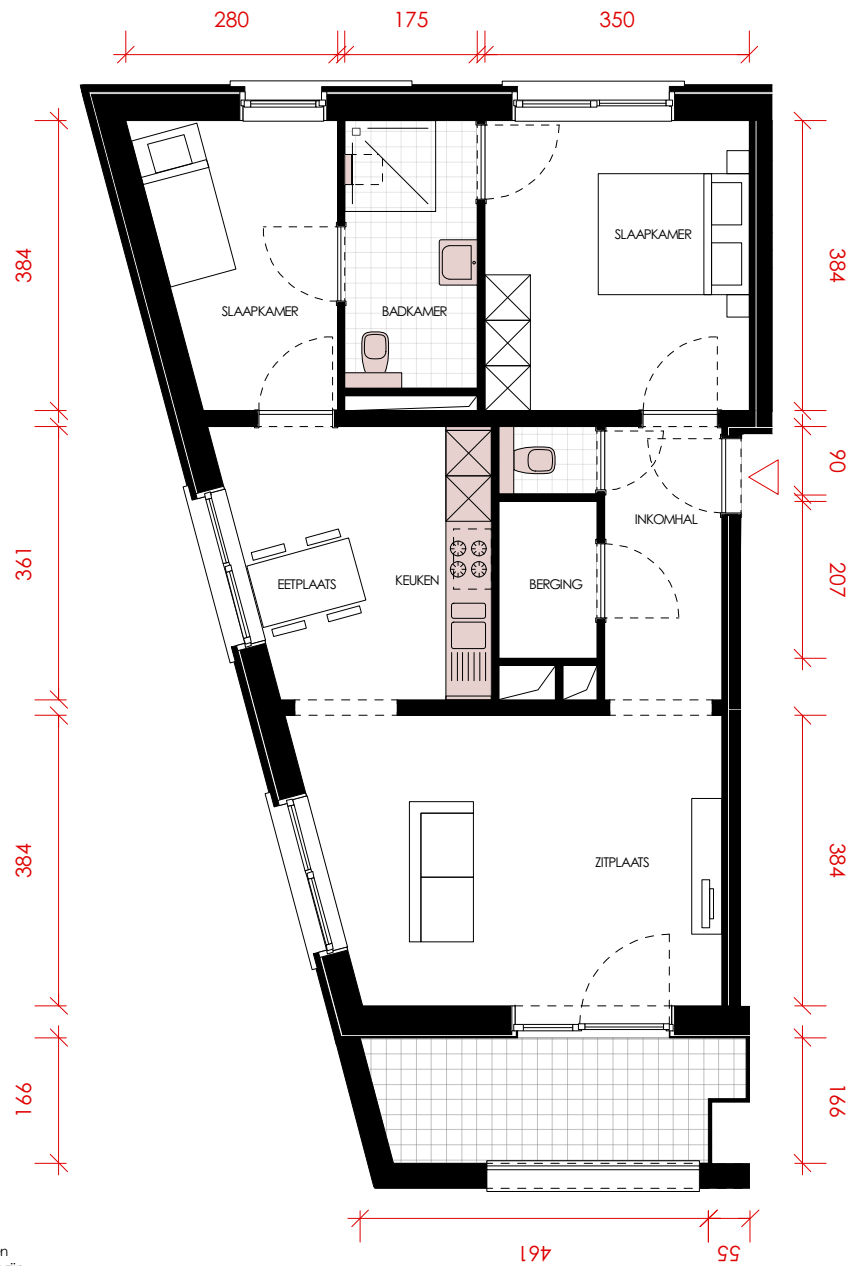 280 175 350
384
384
SLAAPKAMER
SLAAPKAMER
BADKAMER
90
361
INKOMHAL
207
EETPLAATS
KEUKEN
BERGING
384
384
ZITPLAATS
166
166
461 55